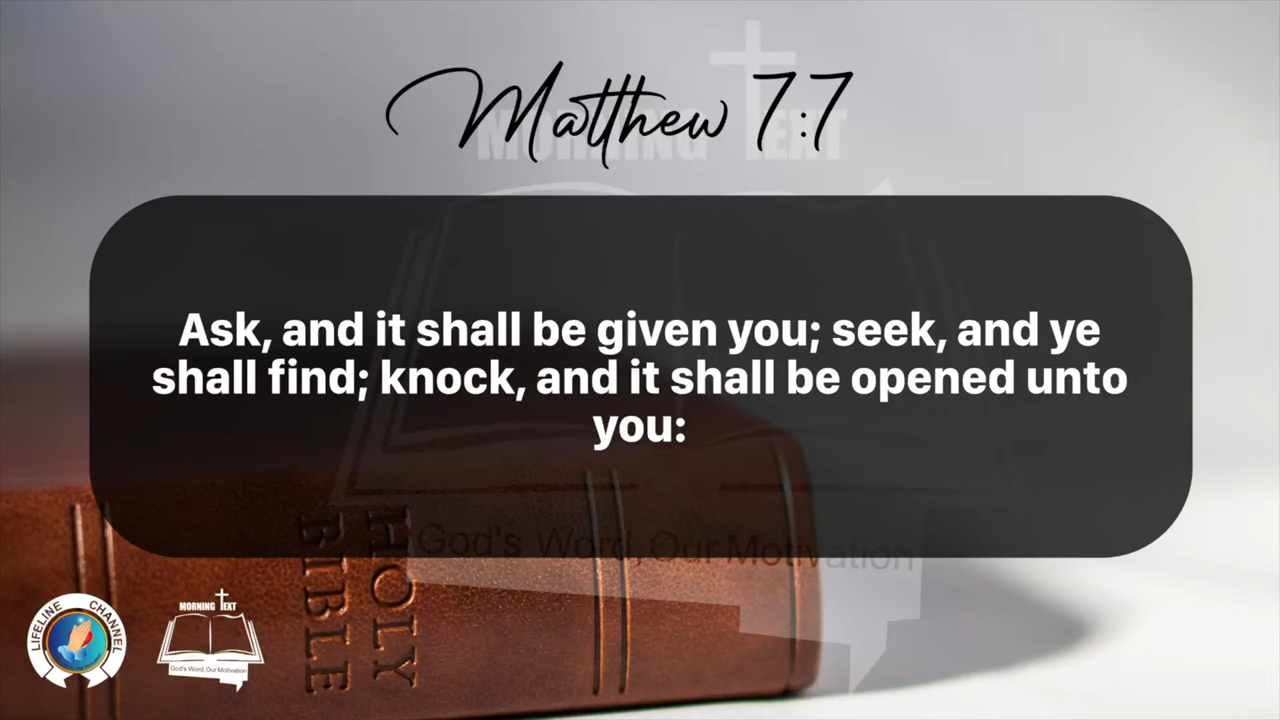 Matthew 7:7
MORNING TEXT
Ask, and it shall be given you; seek, and ye
shall find; knock, and it shall be opened unto
you:
God's Word, Our Motivation
HOLY
BIBLE
LIFELINE CHANNEL
MORNING TEXT
God's Word, Our Motivation